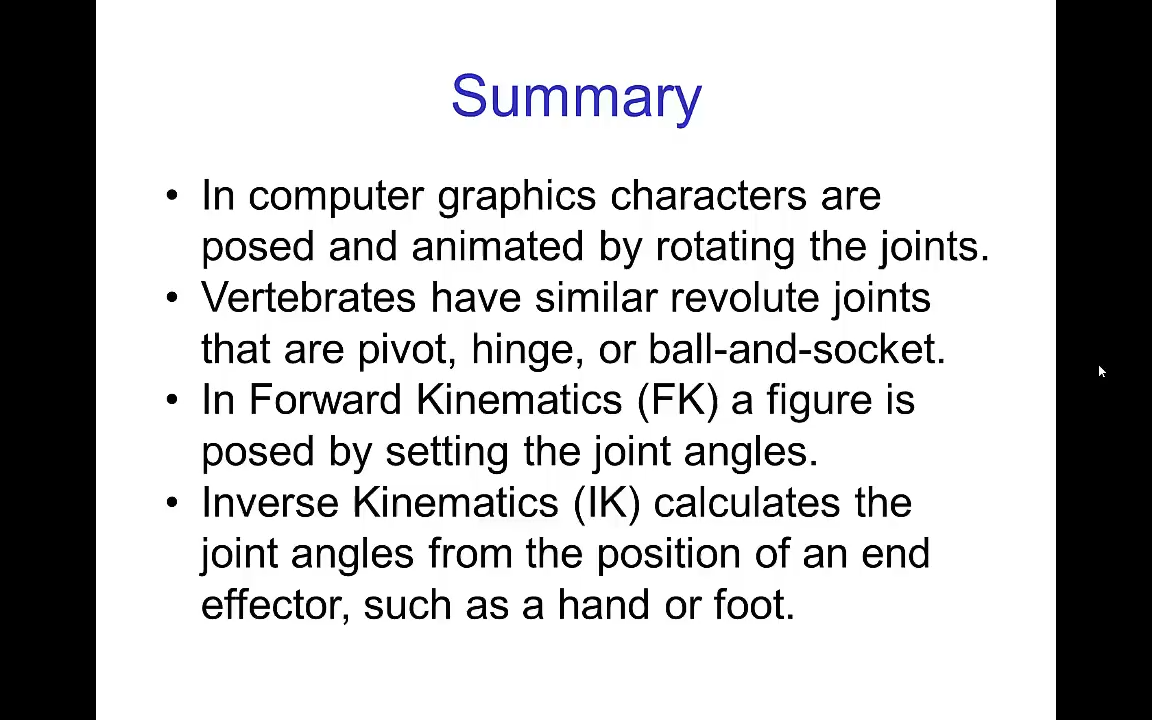 Summary
• In computer graphics characters are
posed and animated by rotating the joints.
• Vertebrates have similar revolute joints
that are pivot, hinge, or ball-and-socket.
• In Forward Kinematics (FK) a figure is
posed by setting the joint angles.
• Inverse Kinematics (IK) calculates the
joint angles from the position of an end
effector, such as a hand or foot.